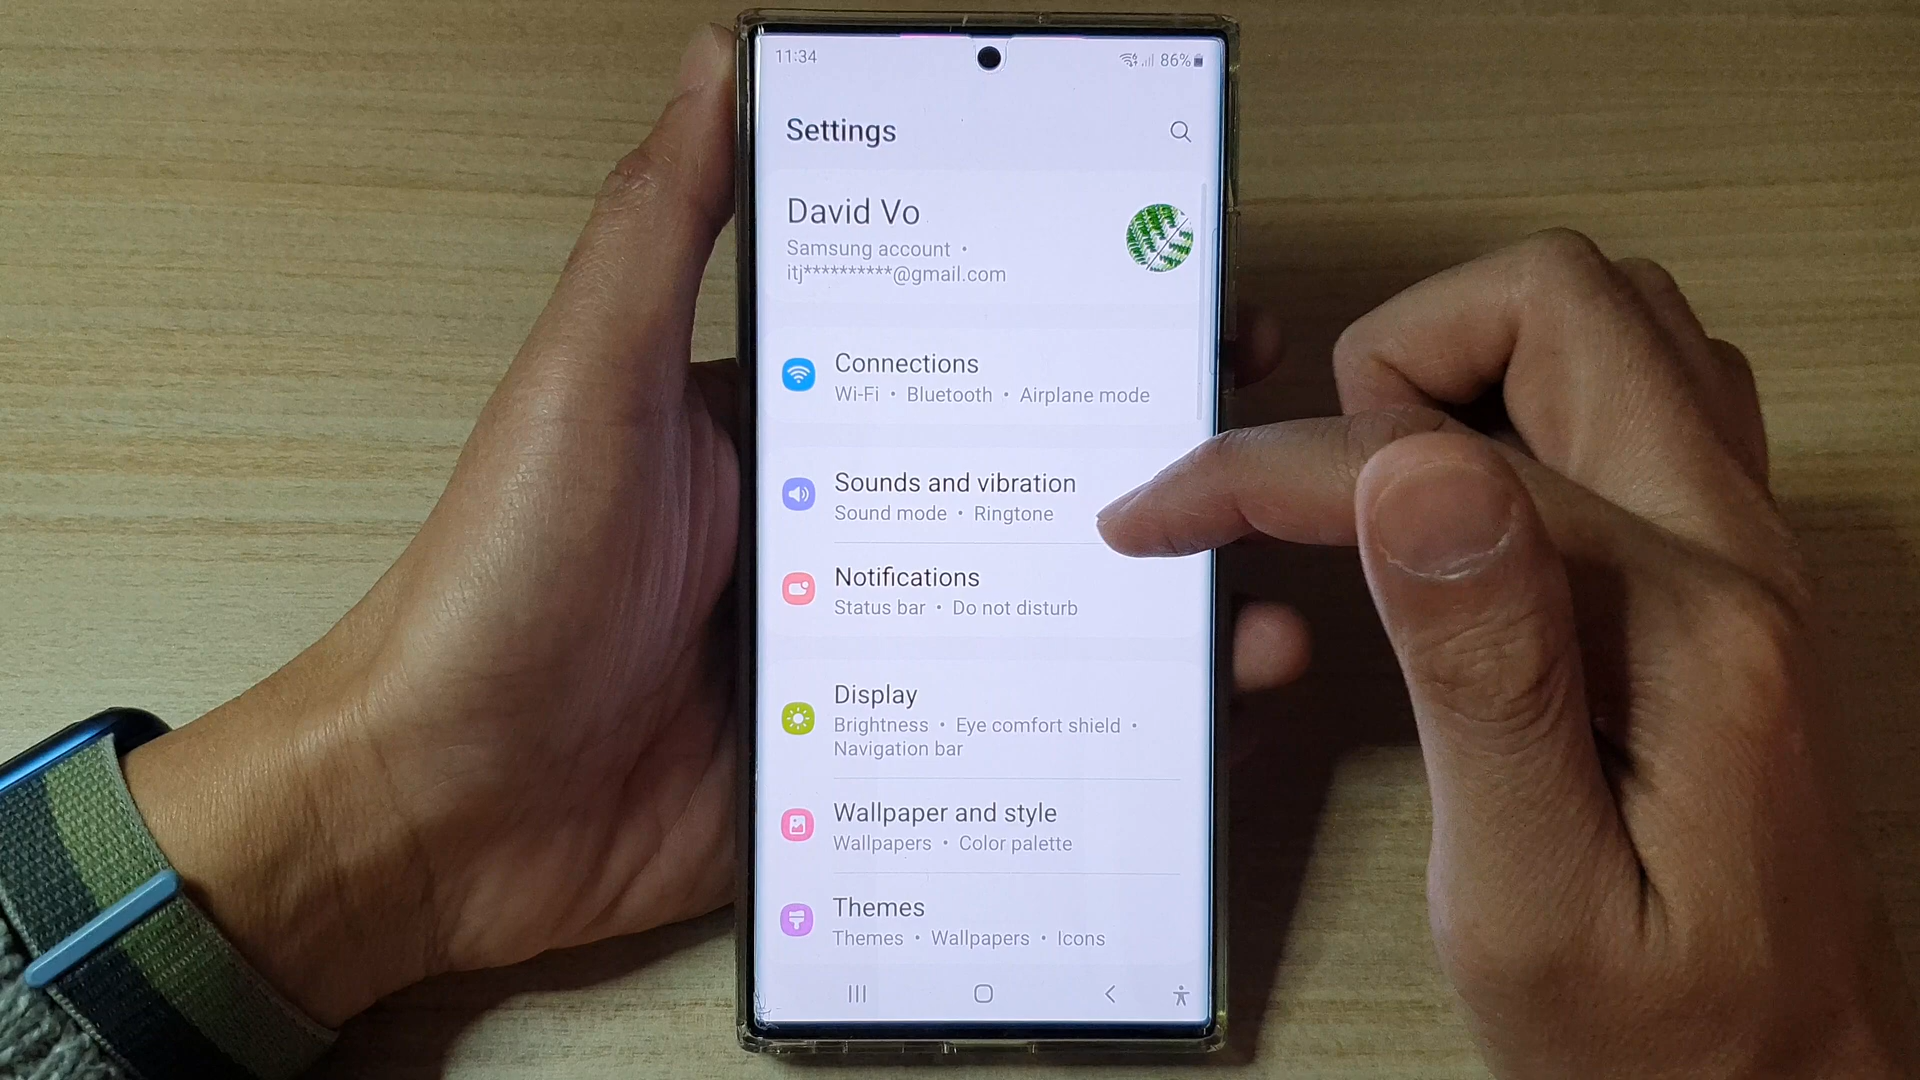 11:34
86%
Settings
David Vo
Samsung account •
itj**********@gmail.com
Connections
Wi-Fi • Bluetooth • Airplane mode
Sounds and vibration
Sound mode • Ringtone
Notifications
Status bar • Do not disturb
Display
Brightness • Eye comfort shield •
Navigation bar
Wallpaper and style
Wallpapers • Color palette
Themes
Themes • Wallpapers • Icons